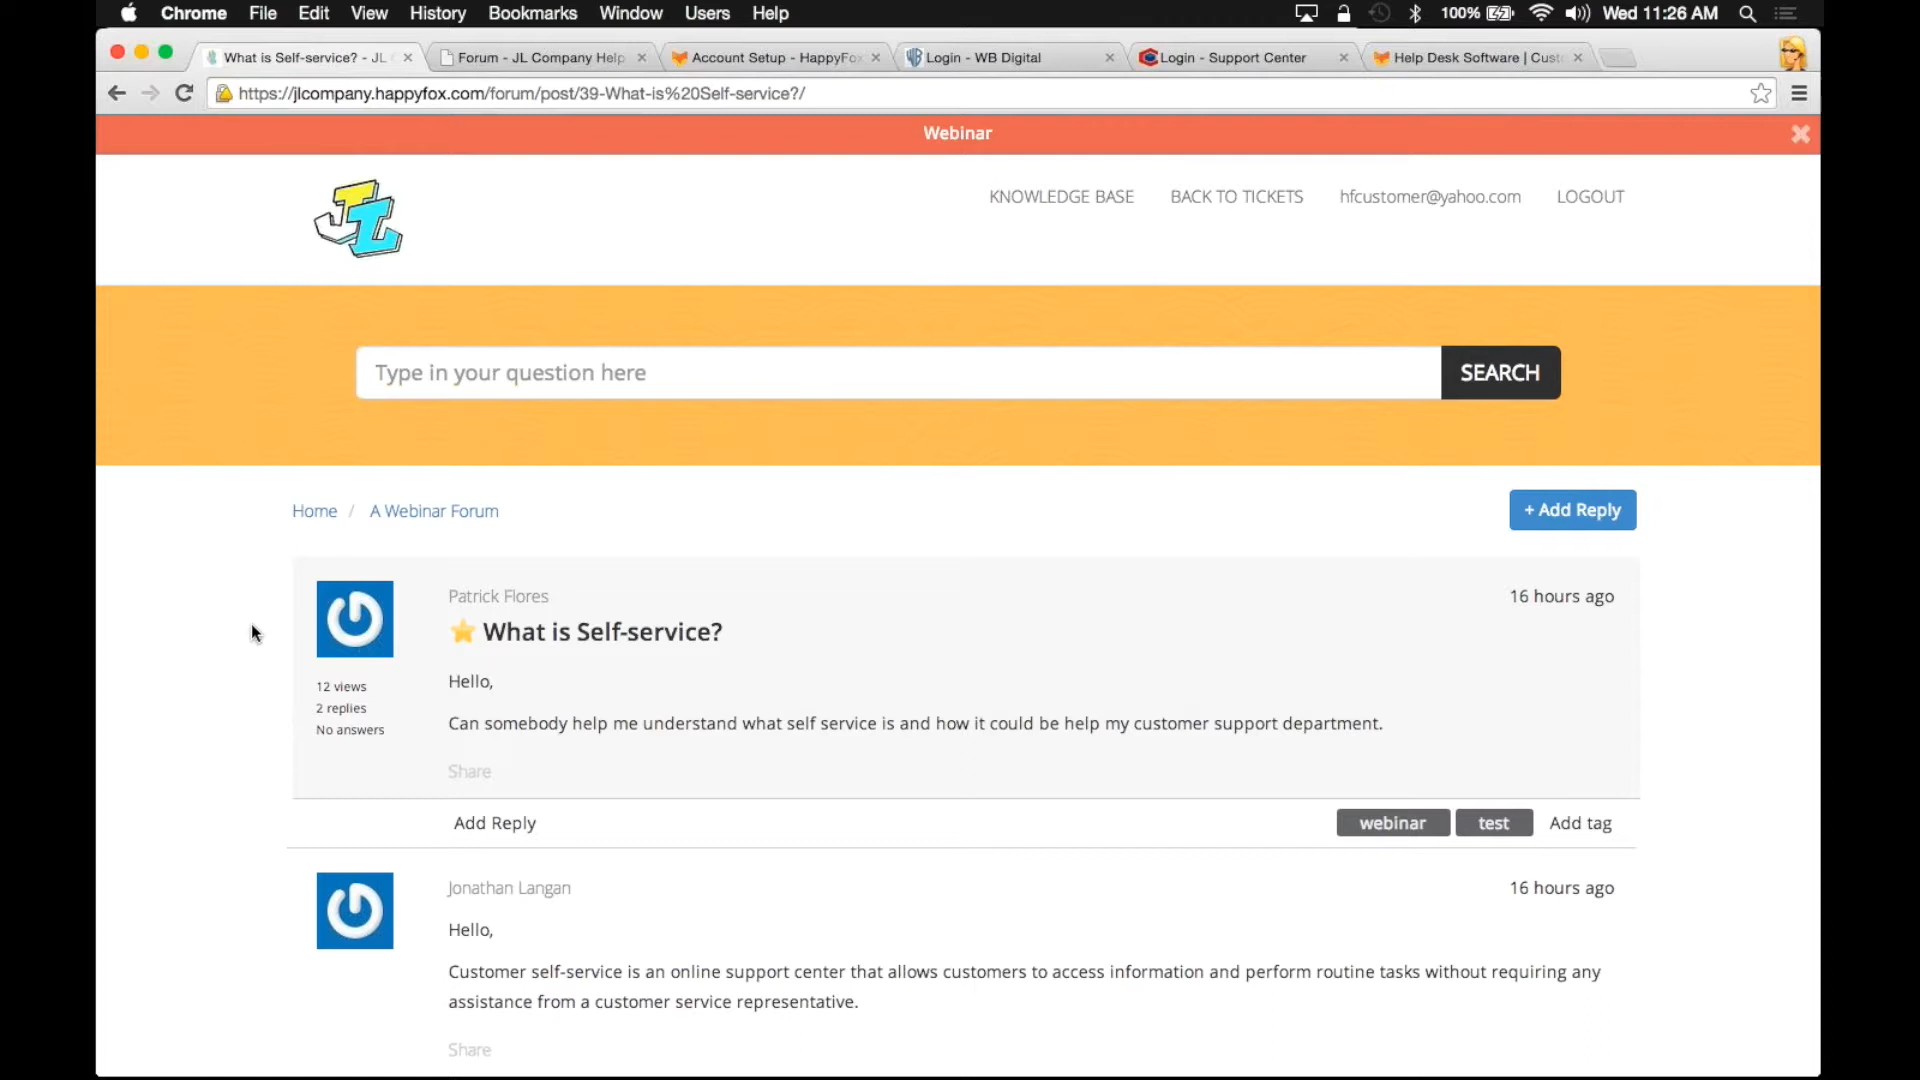 Chrome File Edit View History Bookmarks Window Users Help 100% Wed 11:26 AM
What is Self-service? - JL Forum - JL Company Help Account Setup - HappyFox Login - WB Digital Login - Support Center Help Desk Software | Cust
https://jlcompany.happyfox.com/forum/post/39-What-is%20Self-service?/
Webinar
JL
KNOWLEDGE BASE BACK TO TICKETS hfcustomer@yahoo.com LOGOUT
Type in your question here SEARCH
Home / A Webinar Forum + Add Reply
Patrick Flores 16 hours ago
What is Self-service?
12 views
2 replies
No answers
Hello,
Can somebody help me understand what self service is and how it could be help my customer support department.
Share
Add Reply webinar test Add tag
Jonathan Langan 16 hours ago
Hello,
Customer self-service is an online support center that allows customers to access information and perform routine tasks without requiring any
assistance from a customer service representative.
Share